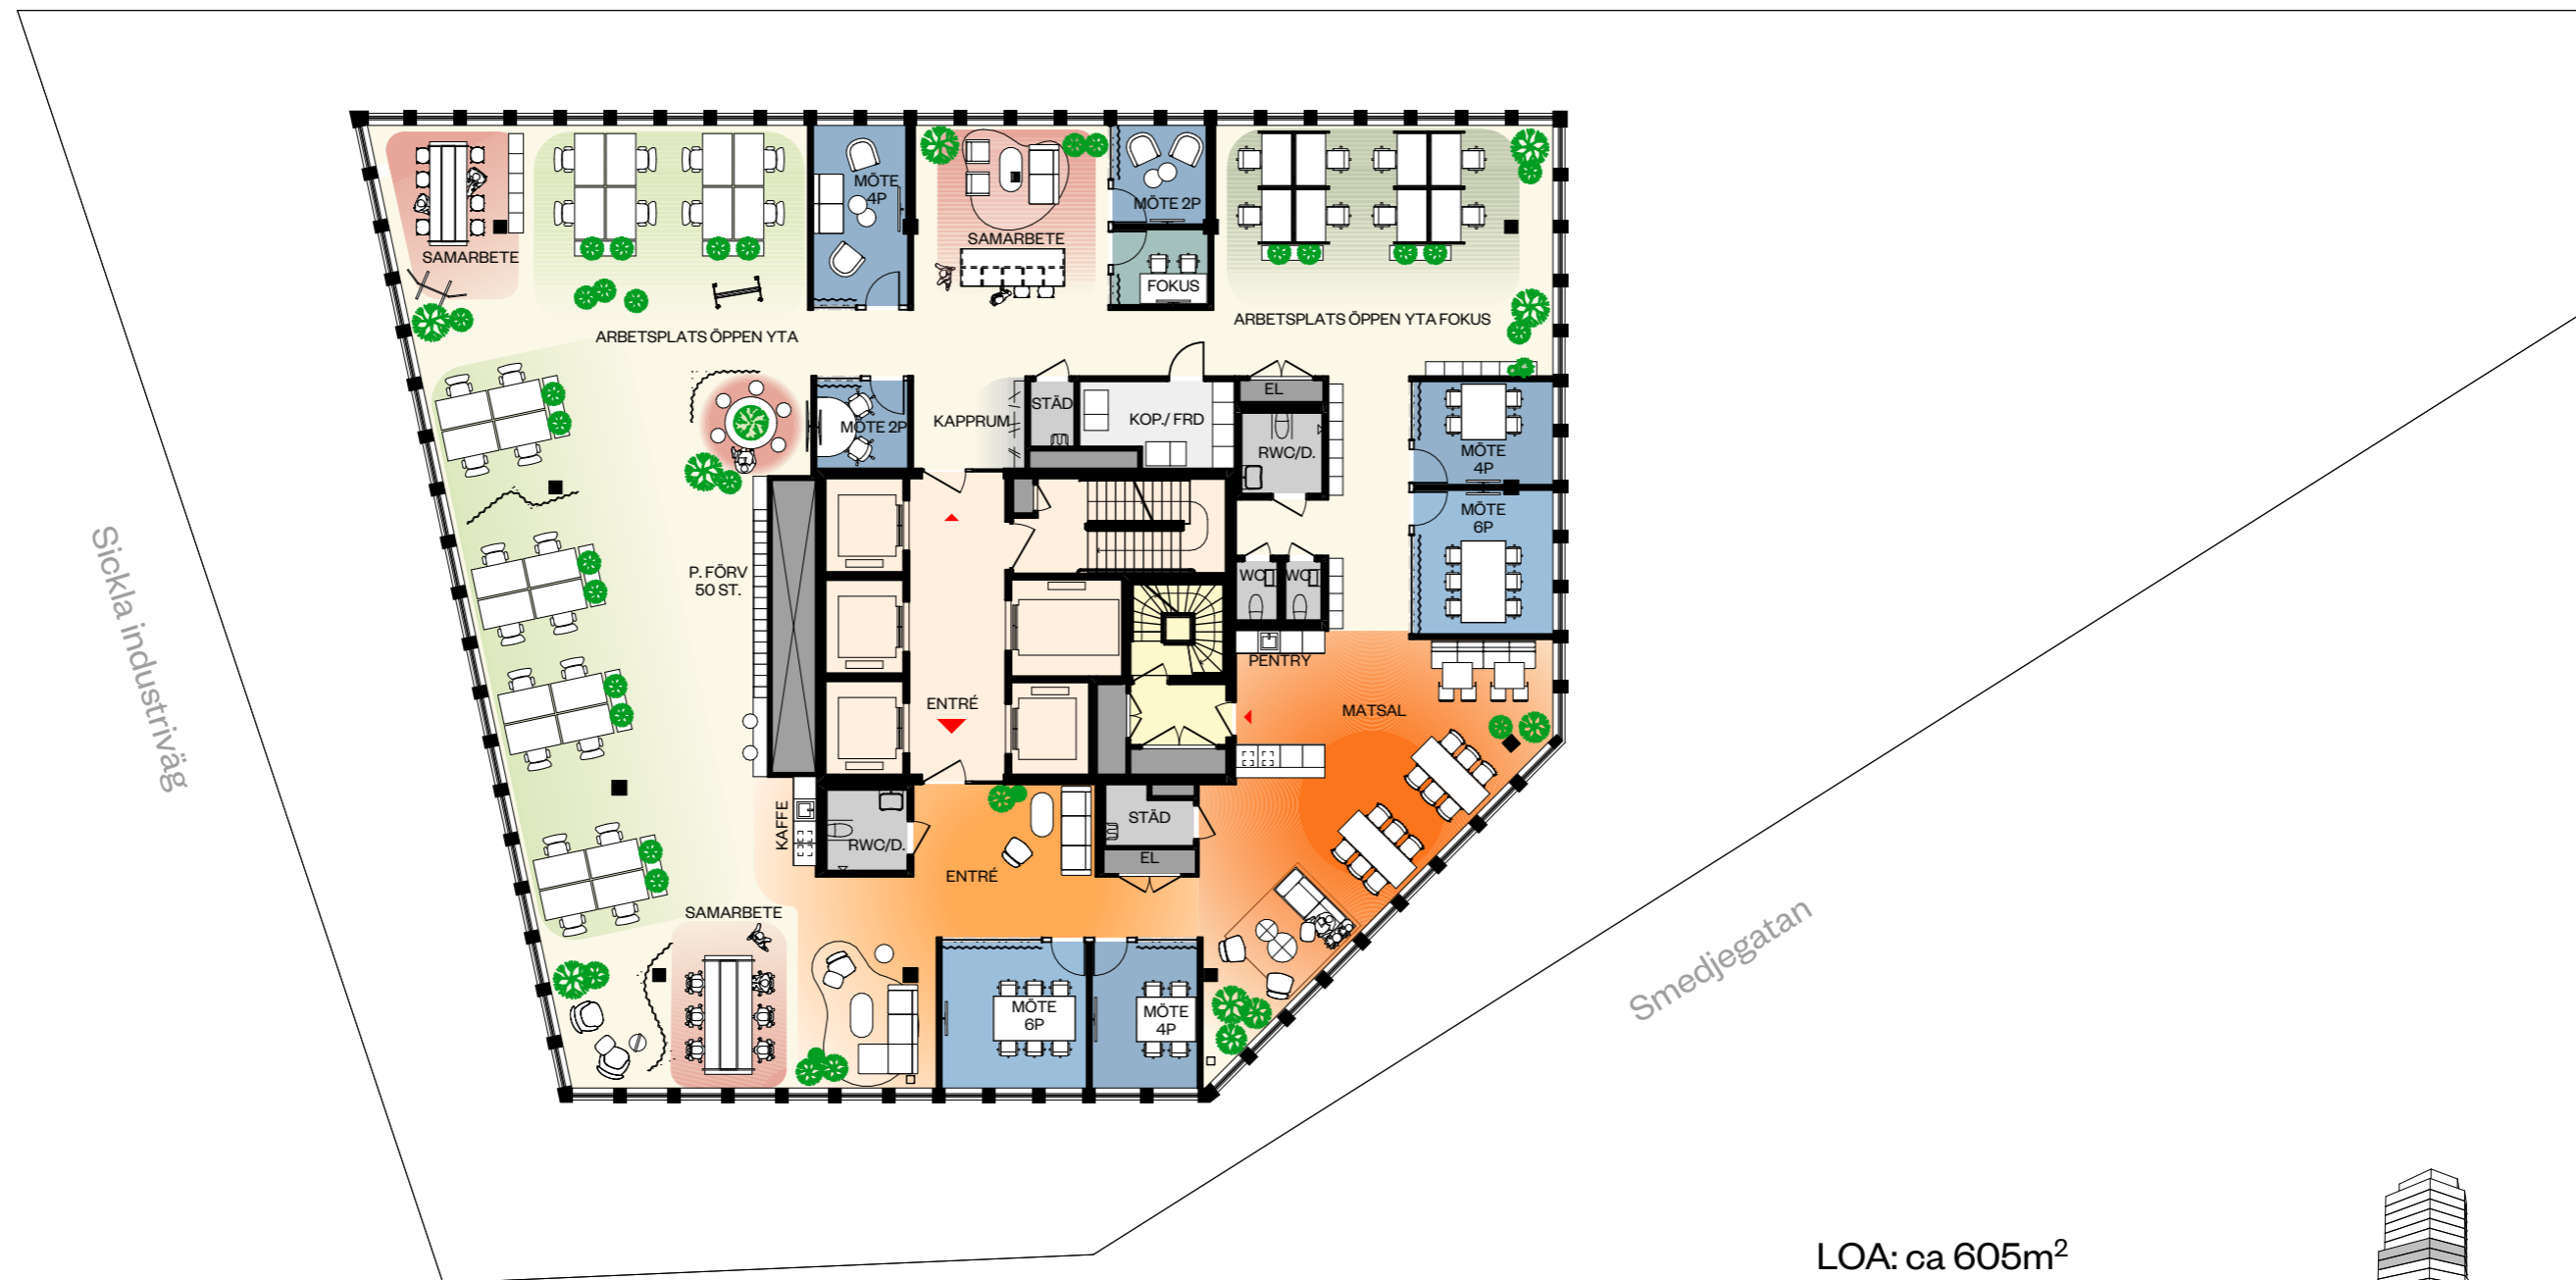 MÖTE
4P
MÖTE 2P
SAMARBETE
SAMARBETE
FOKUS
ARBETSPLATS ÖPPEN YTA FOKUS
ARBETSPLATS ÖPPEN YTA
EL
STÄD
KAPPRUM
KOP./ FRD
MÖTE 2P
RWC/D.
MÖTE
4P
MÖTE
6P
Sickla industriväg
P. FÖRV
50 ST.
WC
WC
PENTRY
ENTRÉ
MATSAL
KAFFE
STÄD
RWC/D.
EL
ENTRÉ
SAMARBETE
Smedjegatan
MÖTE
6P
MÖTE
4P
LOA: ca 605m²